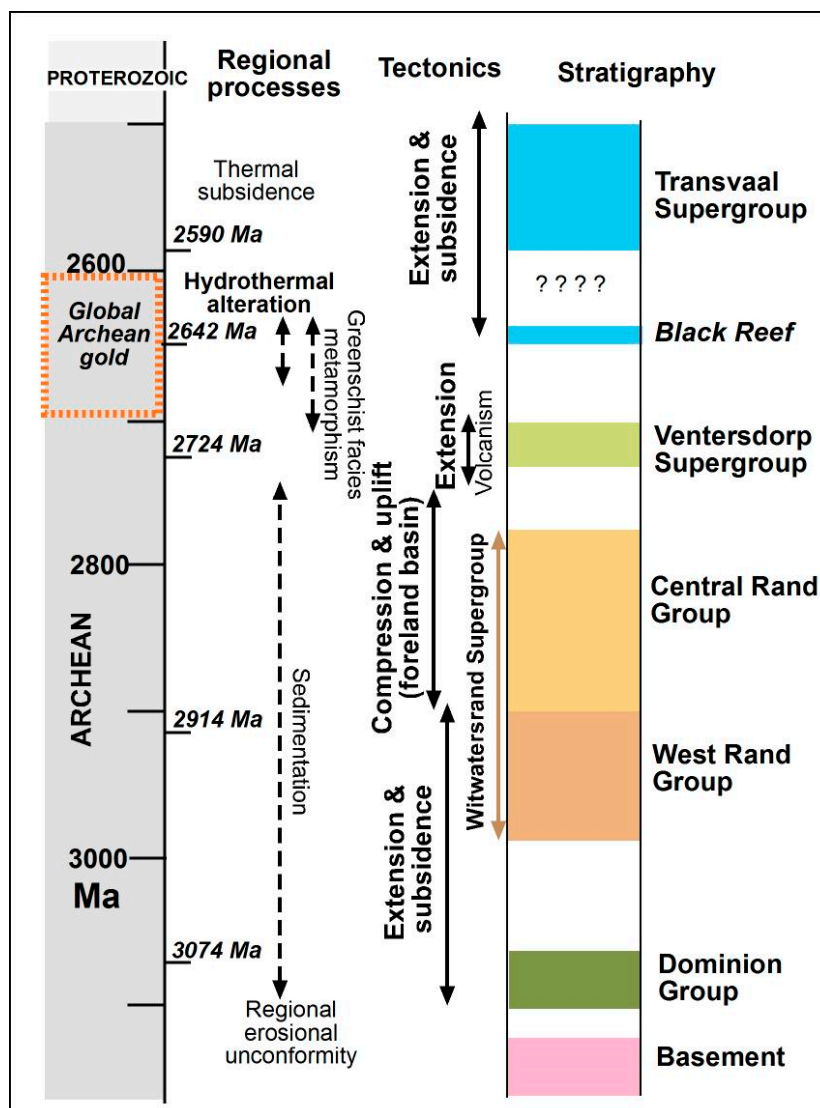 PROTEROZOIC
Regional
processes
Tectonics
Stratigraphy
Thermal
subsidence
2590 Ma
2600
Hydrothermal
alteration
Global
Archean
gold
2642 Ma
Greenschist facies
metamorphism
2724 Ma
2800
ARCHEAN
Sedimentation
2914 Ma
3000
Ma
3074 Ma
Regional
erosional
unconformity
Extension &
subsidence
Extension
Volcanism
Compression & uplift
(foreland basin)
Extension &
subsidence
Witwatersrand Supergroup
Transvaal
Supergroup
? ? ? ?
Black Reef
Ventersdorp
Supergroup
Central Rand
Group
West Rand
Group
Dominion
Group
Basement